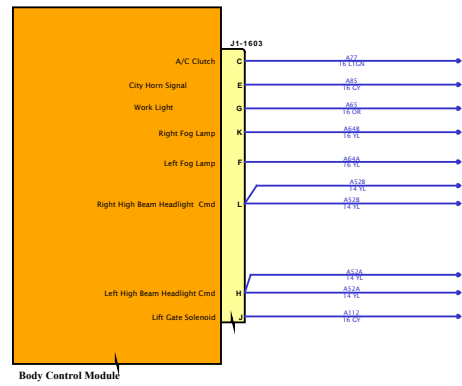 J1-1603
A/C Clutch C A77
16 LTGN
City Horn Signal E A85
16 GY
Work Light G A65
16 OR
Right Fog Lamp K A64B
16 YL
Left Fog Lamp F A64A
16 YL
A52B
14 YL
Right High Beam Headlight Cmd L A52B
14 YL
A52A
14 YL
Left High Beam Headlight Cmd H A52A
14 YL
Lift Gate Solenoid J A112
16 GY
Body Control Module